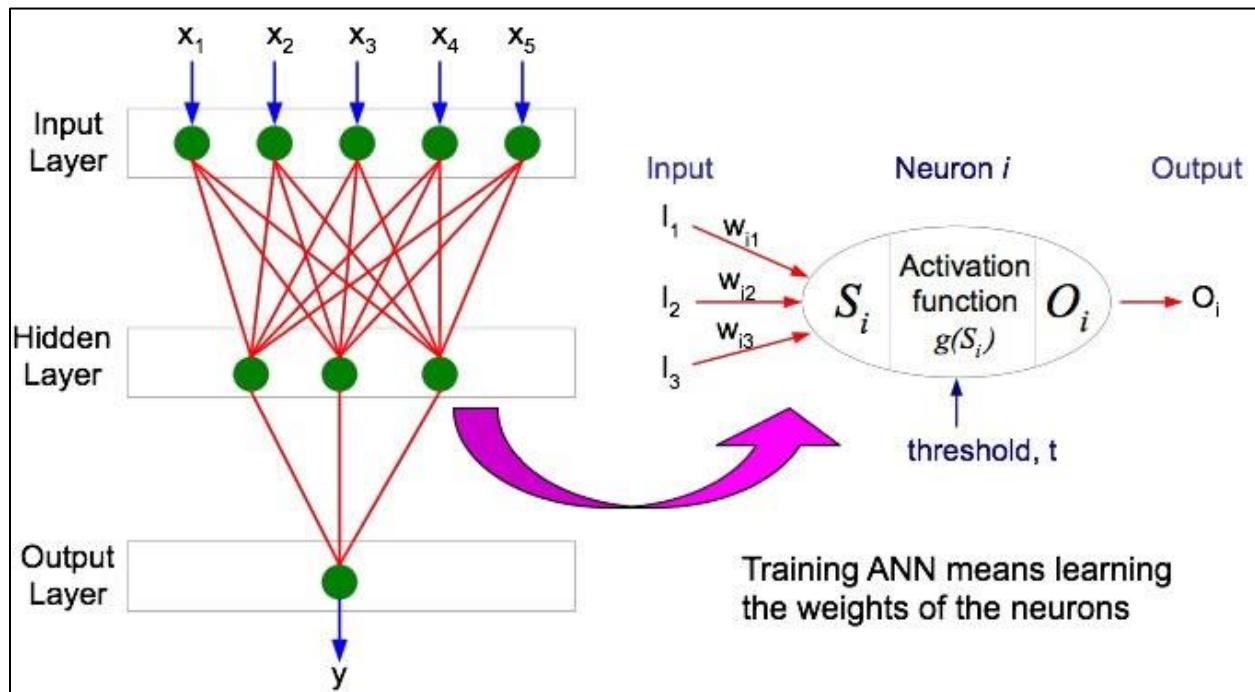 x₁ x₂ x₃ x₄ x₅
Input
Layer
Hidden
Layer
Output
Layer
y
Input Neuron i Output
I₁
I₂
I₃
wᵢ₁
wᵢ₂
wᵢ₃
Sᵢ
Activation
function
g(Sᵢ)
Oᵢ
Oᵢ
threshold, t
Training ANN means learning
the weights of the neurons